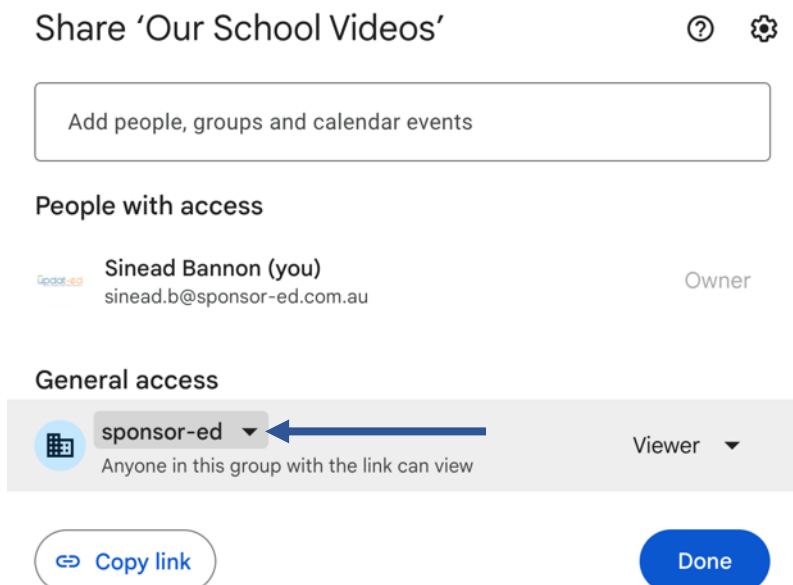 Share ‘Our School Videos’
Add people, groups and calendar events
People with access
Updat-ed
Sinead Bannon (you)
sinead.b@sponsor-ed.com.au
Owner
General access
sponsor-ed
Anyone in this group with the link can view
Viewer
Copy link
Done